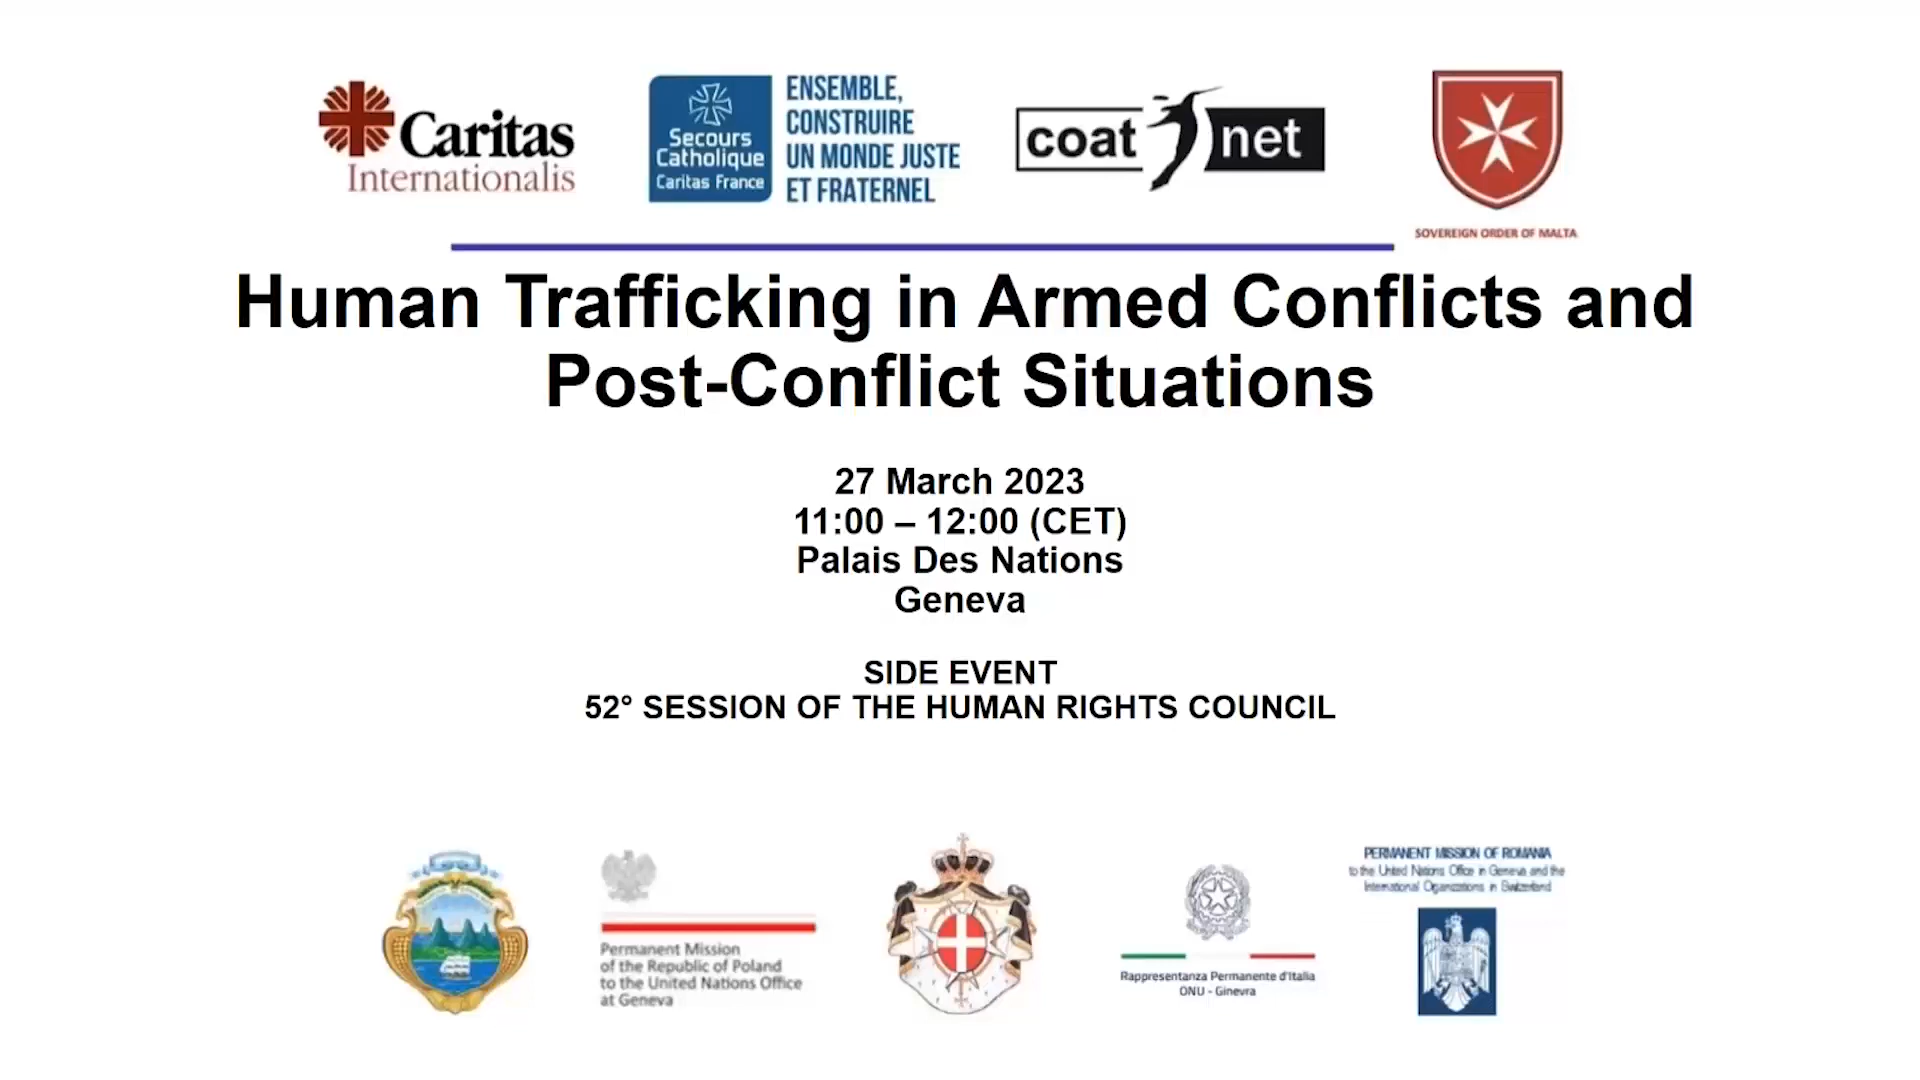 Caritas
Internationalis
Secours
Catholique
Caritas France
ENSEMBLE,
CONSTRUIRE
UN MONDE JUSTE
ET FRATERNEL
coat net
SOVEREIGN ORDER OF MALTA
Human Trafficking in Armed Conflicts and
Post-Conflict Situations
27 March 2023
11:00 – 12:00 (CET)
Palais Des Nations
Geneva
SIDE EVENT
52° SESSION OF THE HUMAN RIGHTS COUNCIL
Permanent Mission
of the Republic of Poland
to the United Nations Office
at Geneva
Rappresentanza Permanente d'Italia
ONU - Ginevra
PERMANENT MISSION OF ROMANIA
to the United Nations Office in Geneva and the
International Organizations in Switzerland